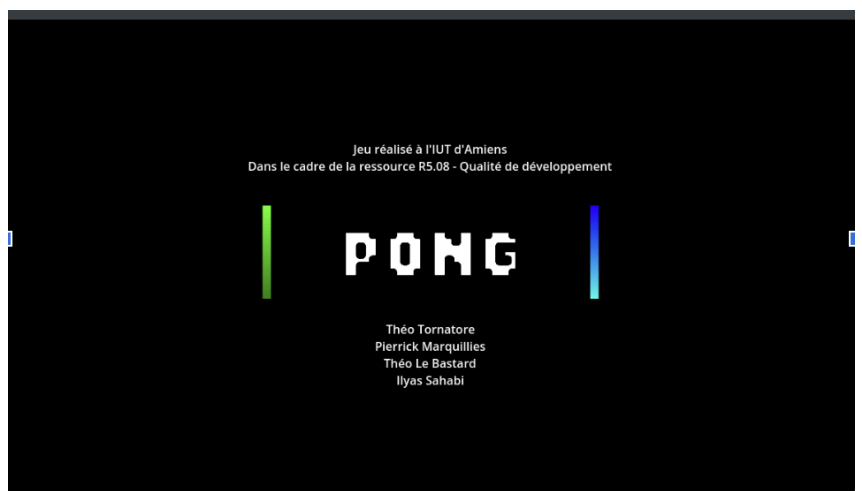 Jeu réalisé à l'IUT d'Amiens
Dans le cadre de la ressource R5.08 - Qualité de développement
PONG
Théo Tornatore
Pierrick Marquillies
Théo Le Bastard
Ilyas Sahabi